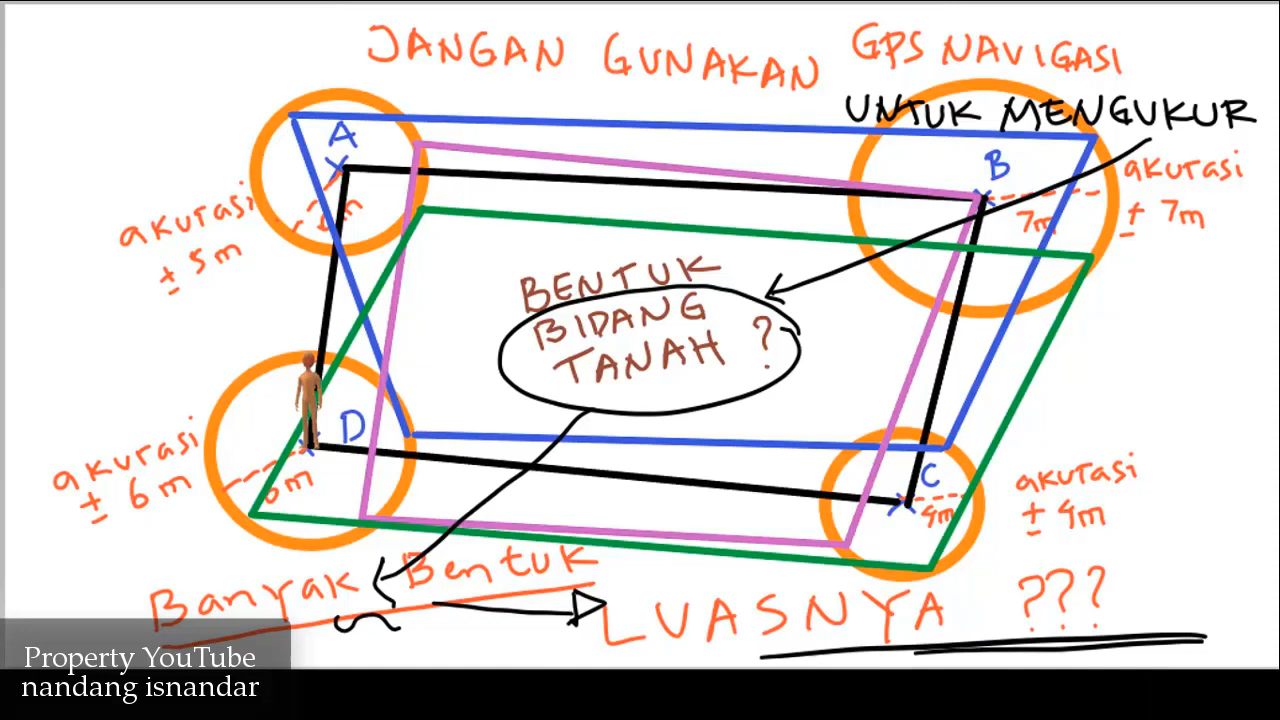 JANGAN GUNAKAN GPS NAVIGASI
UNTUK MENGUKUR
A
B
akurasi
± 7m
7m
akurasi
± 5m
BENTUK
BIDANG
TANAH ?
D
C
akurasi
± 6m
6m
akurasi
± 4m
4m
Banyak Bentuk
LUASNYA ???
Property YouTube
nandang isnandar